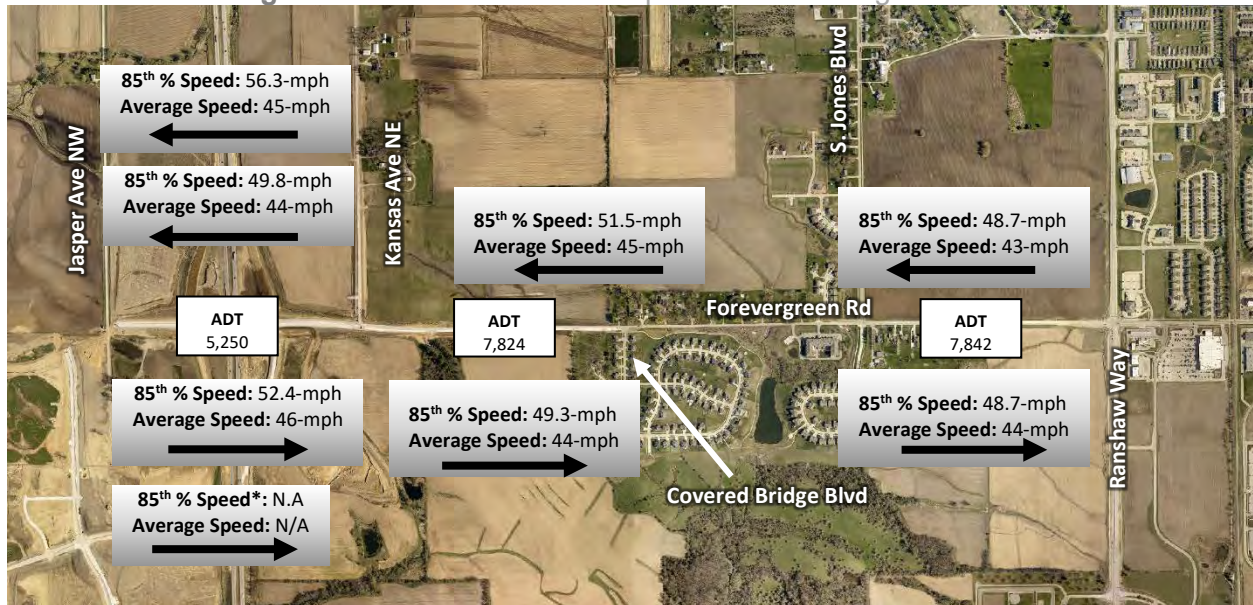 85th % Speed: 56.3-mph
Average Speed: 45-mph
85th % Speed: 49.8-mph
Average Speed: 44-mph
Jasper Ave NW
Kansas Ave NE
S. Jones Blvd
85th % Speed: 51.5-mph
Average Speed: 45-mph
85th % Speed: 48.7-mph
Average Speed: 43-mph
Forevergreen Rd
ADT
5,250
ADT
7,824
ADT
7,842
85th % Speed: 52.4-mph
Average Speed: 46-mph
85th % Speed: 49.3-mph
Average Speed: 44-mph
85th % Speed: 48.7-mph
Average Speed: 44-mph
Ranshaw Way
Covered Bridge Blvd
85th % Speed*: N.A
Average Speed: N/A